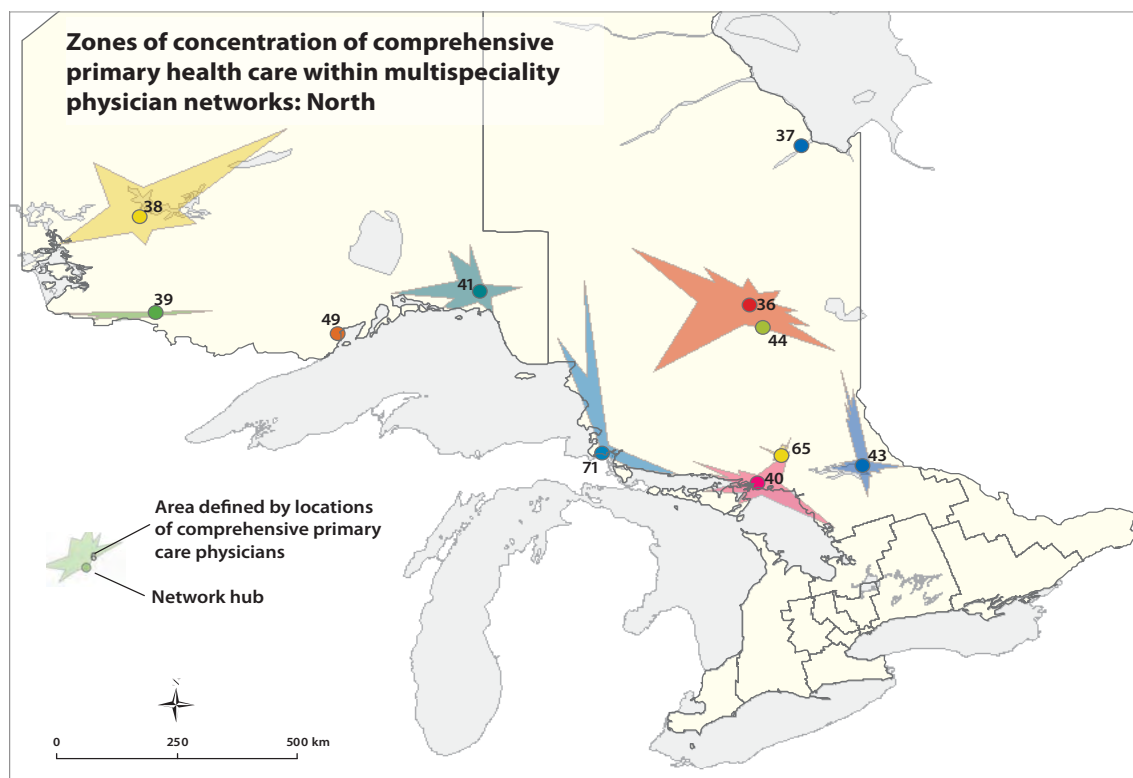 Zones of concentration of comprehensive
primary health care within multispeciality
physician networks: North
37
38
39
41
49
36
44
71
65
43
40
Area defined by locations
of comprehensive primary
care physicians
6
Network hub
N
0 250 500 km